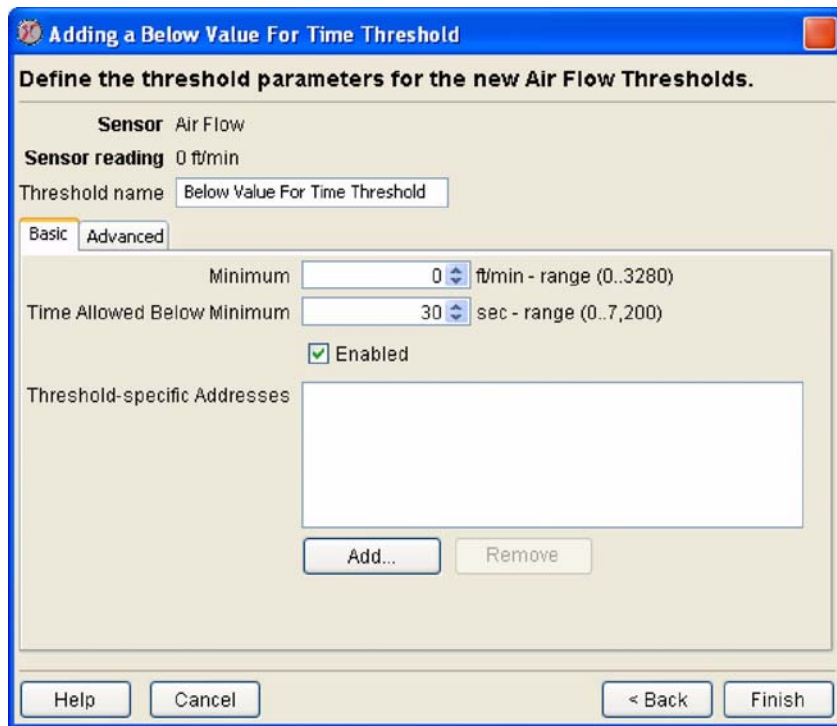 Adding a Below Value For Time Threshold
Define the threshold parameters for the new Air Flow Thresholds.
Sensor Air Flow
Sensor reading 0 ft/min
Threshold name Below Value For Time Threshold
Basic Advanced
Minimum 0 ft/min - range (0..3280)
Time Allowed Below Minimum 30 sec - range (0..7,200)
Enabled
Threshold-specific Addresses
Add... Remove
Help Cancel < Back Finish